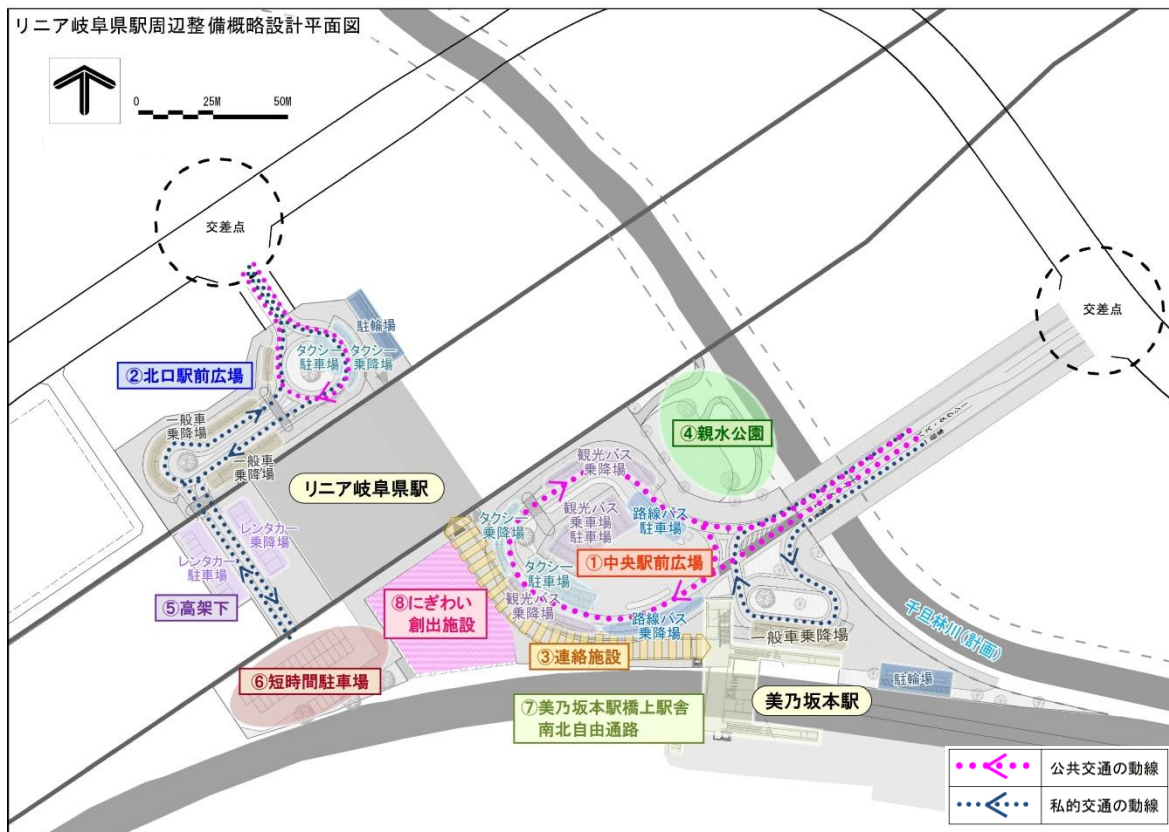 リニア岐阜県駅周辺整備概略設計平面図
0 25M 50M
交差点
交差点
駐輪場
タクシー
駐車場
タクシー
乗降場
②北口駅前広場
一般車
乗降場
一般車
乗降場
④親水公園
リニア岐阜県駅
観光バス
乗降場
観光バス
乗車場
駐車場
路線バス
駐車場
タクシー
乗降場
レンタカー
乗降場
レンタカー
駐車場
①中央駅前広場
タクシー
駐車場
⑤高架下
⑧にぎわい
創出施設
観光バス
乗降場
路線バス
乗降場
一般車乗降場
千旦林川(計画)
③連絡施設
⑥短時間駐車場
駐輪場
美乃坂本駅
⑦美乃坂本駅橋上駅舎
南北自由通路
公共交通の動線
私的交通の動線